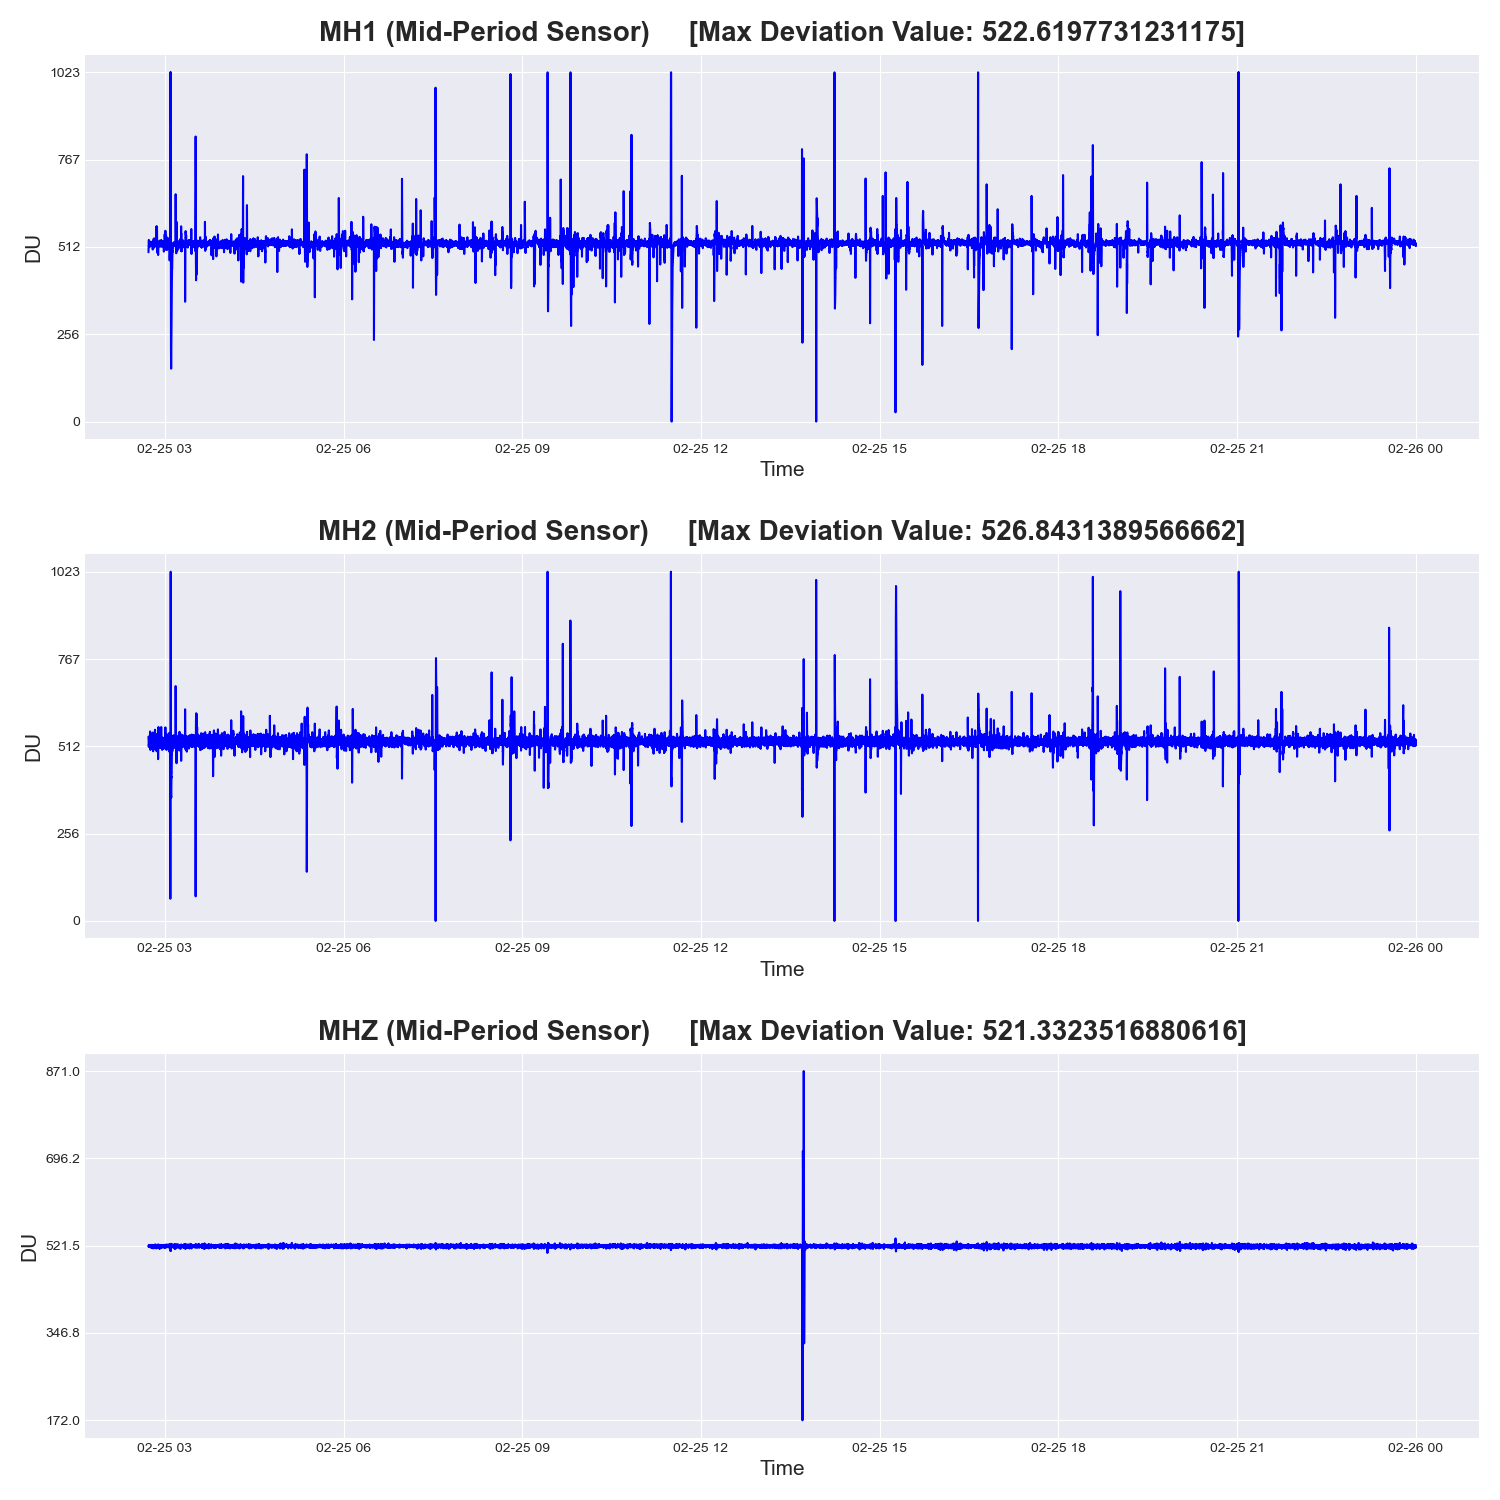 MH1 (Mid-Period Sensor) [Max Deviation Value: 522.6197731231175]
1023
767
512
256
0
DU
02-25 03 02-25 06 02-25 09 02-25 12 02-25 15 02-25 18 02-25 21 02-26 00
Time
MH2 (Mid-Period Sensor) [Max Deviation Value: 526.8431389566662]
1023
767
512
256
0
DU
02-25 03 02-25 06 02-25 09 02-25 12 02-25 15 02-25 18 02-25 21 02-26 00
Time
MHZ (Mid-Period Sensor) [Max Deviation Value: 521.3323516880616]
871.0
696.2
521.5
346.8
172.0
DU
02-25 03 02-25 06 02-25 09 02-25 12 02-25 15 02-25 18 02-25 21 02-26 00
Time